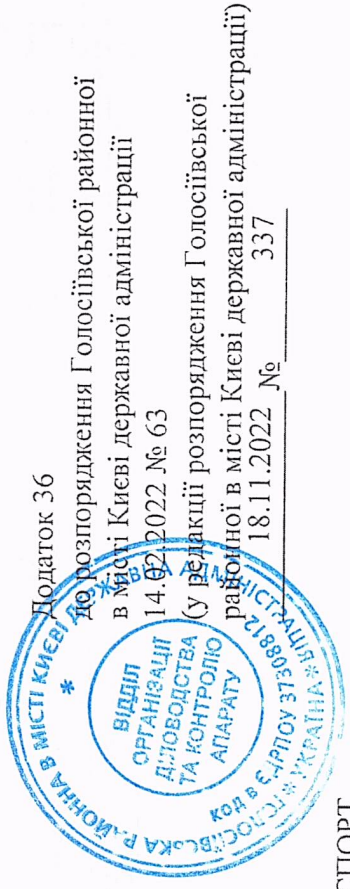 Додаток 36
до розпорядження Голосіївської районної
в місті Києві державної адміністрації
14.02.2022 № 63
(у редакції розпорядження Голосіївської
районної в місті Києві державної адміністрації)
18.11.2022 № 337
* ГОЛОСІЇВСЬКА РАЙОННА В МІСТІ КИЄВІ ДЕРЖАВНА АДМІНІСТРАЦІЯ * УКРАЇНА *
КОД В ЄДРПОУ 37308812
ВІДДІЛ
ОРГАНІЗАЦІЇ
ДІЛОВОДСТВА
ТА КОНТРОЛЮ
АПАРАТУ
СПОРТ